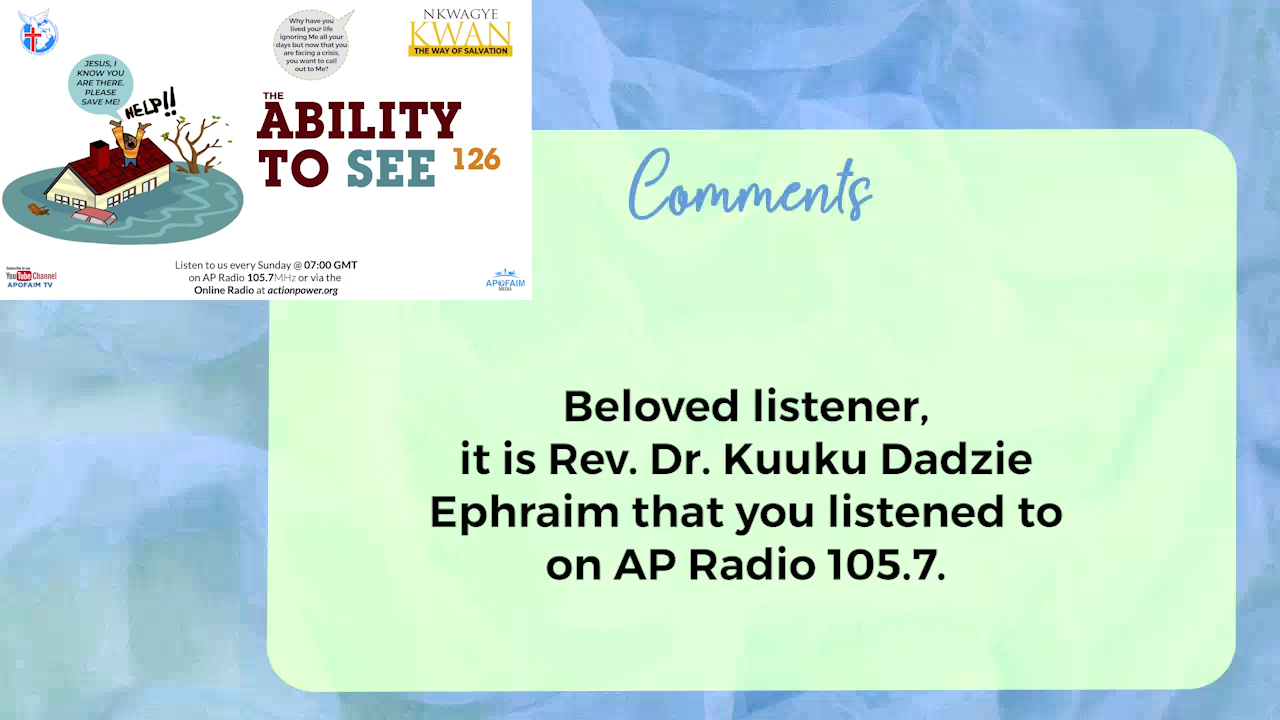 Why have you
lived your life
ignoring Me all your
days but now that you
are facing a crisis,
you want to call
out to Me?
NKWAGYE
KWAN
THE WAY OF SALVATION
JESUS, I
KNOW YOU
ARE THERE.
PLEASE
SAVE ME!
HELP!!
THE
ABILITY
TO SEE 126
Listen to us every Sunday @ 07:00 GMT
on AP Radio 105.7MHz or via the
Online Radio at actionpower.org
YouTube Channel
APOFAIM TV
APOFAIM
MEDIA
Comments
Beloved listener,
it is Rev. Dr. Kuuku Dadzie
Ephraim that you listened to
on AP Radio 105.7.